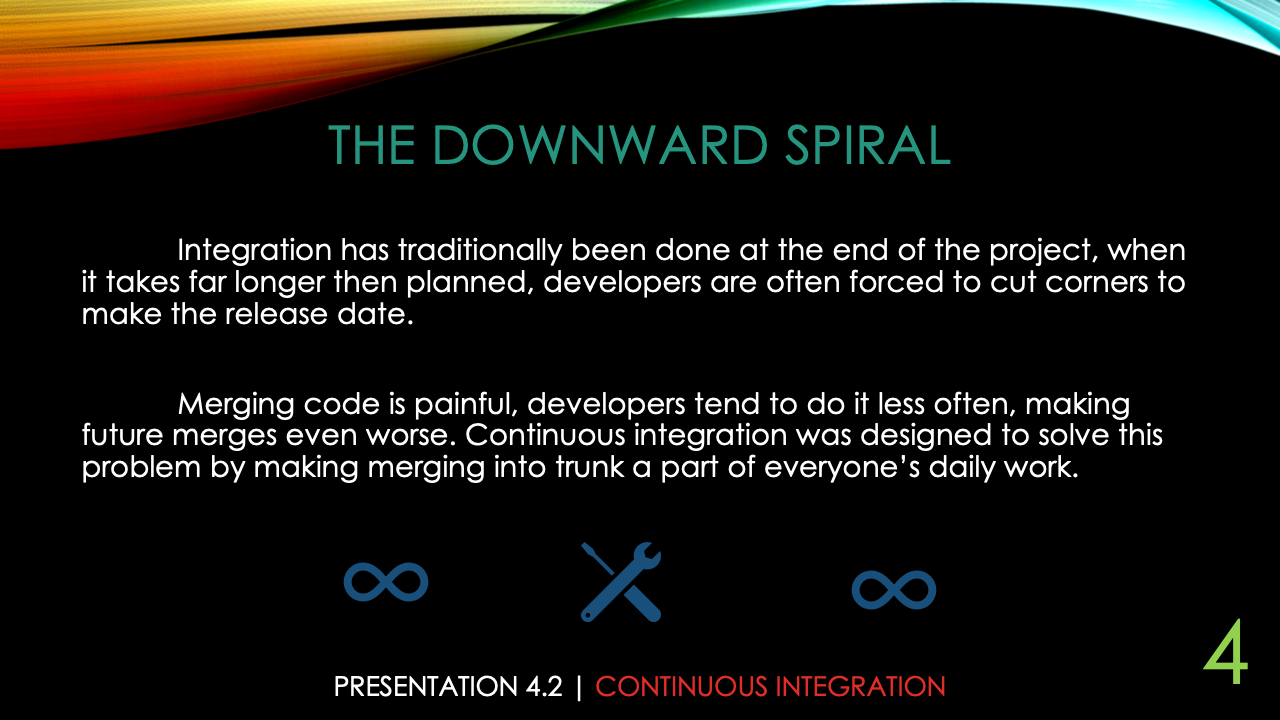 THE DOWNWARD SPIRAL
Integration has traditionally been done at the end of the project, when
it takes far longer then planned, developers are often forced to cut corners to
make the release date.
Merging code is painful, developers tend to do it less often, making
future merges even worse. Continuous integration was designed to solve this
problem by making merging into trunk a part of everyone’s daily work.
4
PRESENTATION 4.2 | CONTINUOUS INTEGRATION